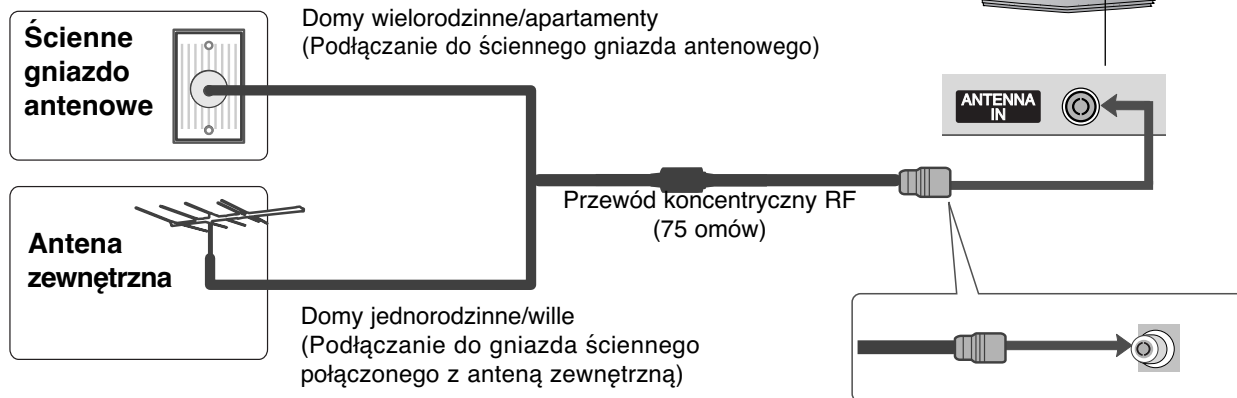 Ścienne
gniazdo
antenowe
Domy wielorodzinne/apartamenty
(Podłączanie do ściennego gniazda antenowego)
ANTENNA
IN
Przewód koncentryczny RF
(75 omów)
Antena
zewnętrzna
Domy jednorodzinne/wille
(Podłączanie do gniazda ściennego
połączonego z anteną zewnętrzną)